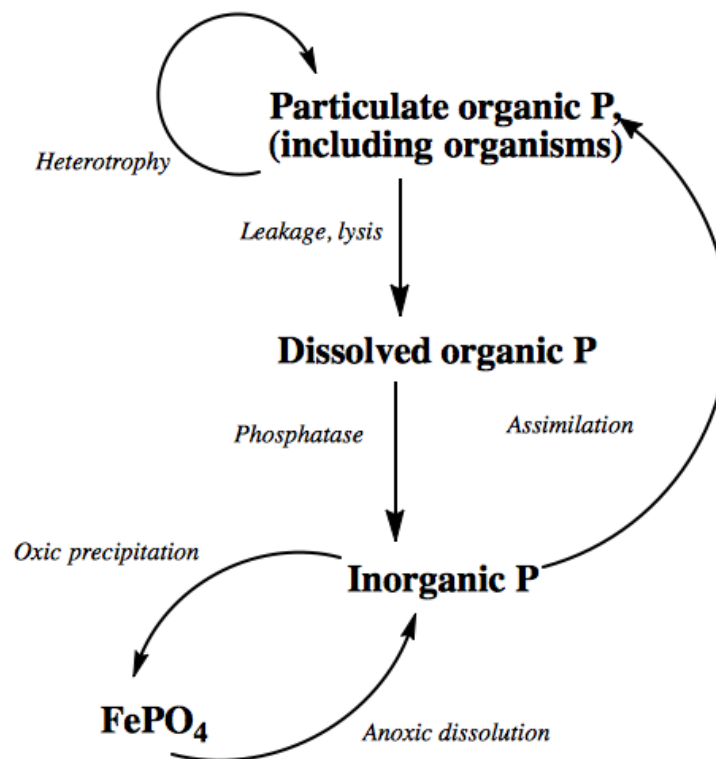 Particulate organic P,
(including organisms)
Heterotrophy
Leakage, lysis
Dissolved organic P
Phosphatase
Assimilation
Oxic precipitation
Inorganic P
FePO₄
Anoxic dissolution